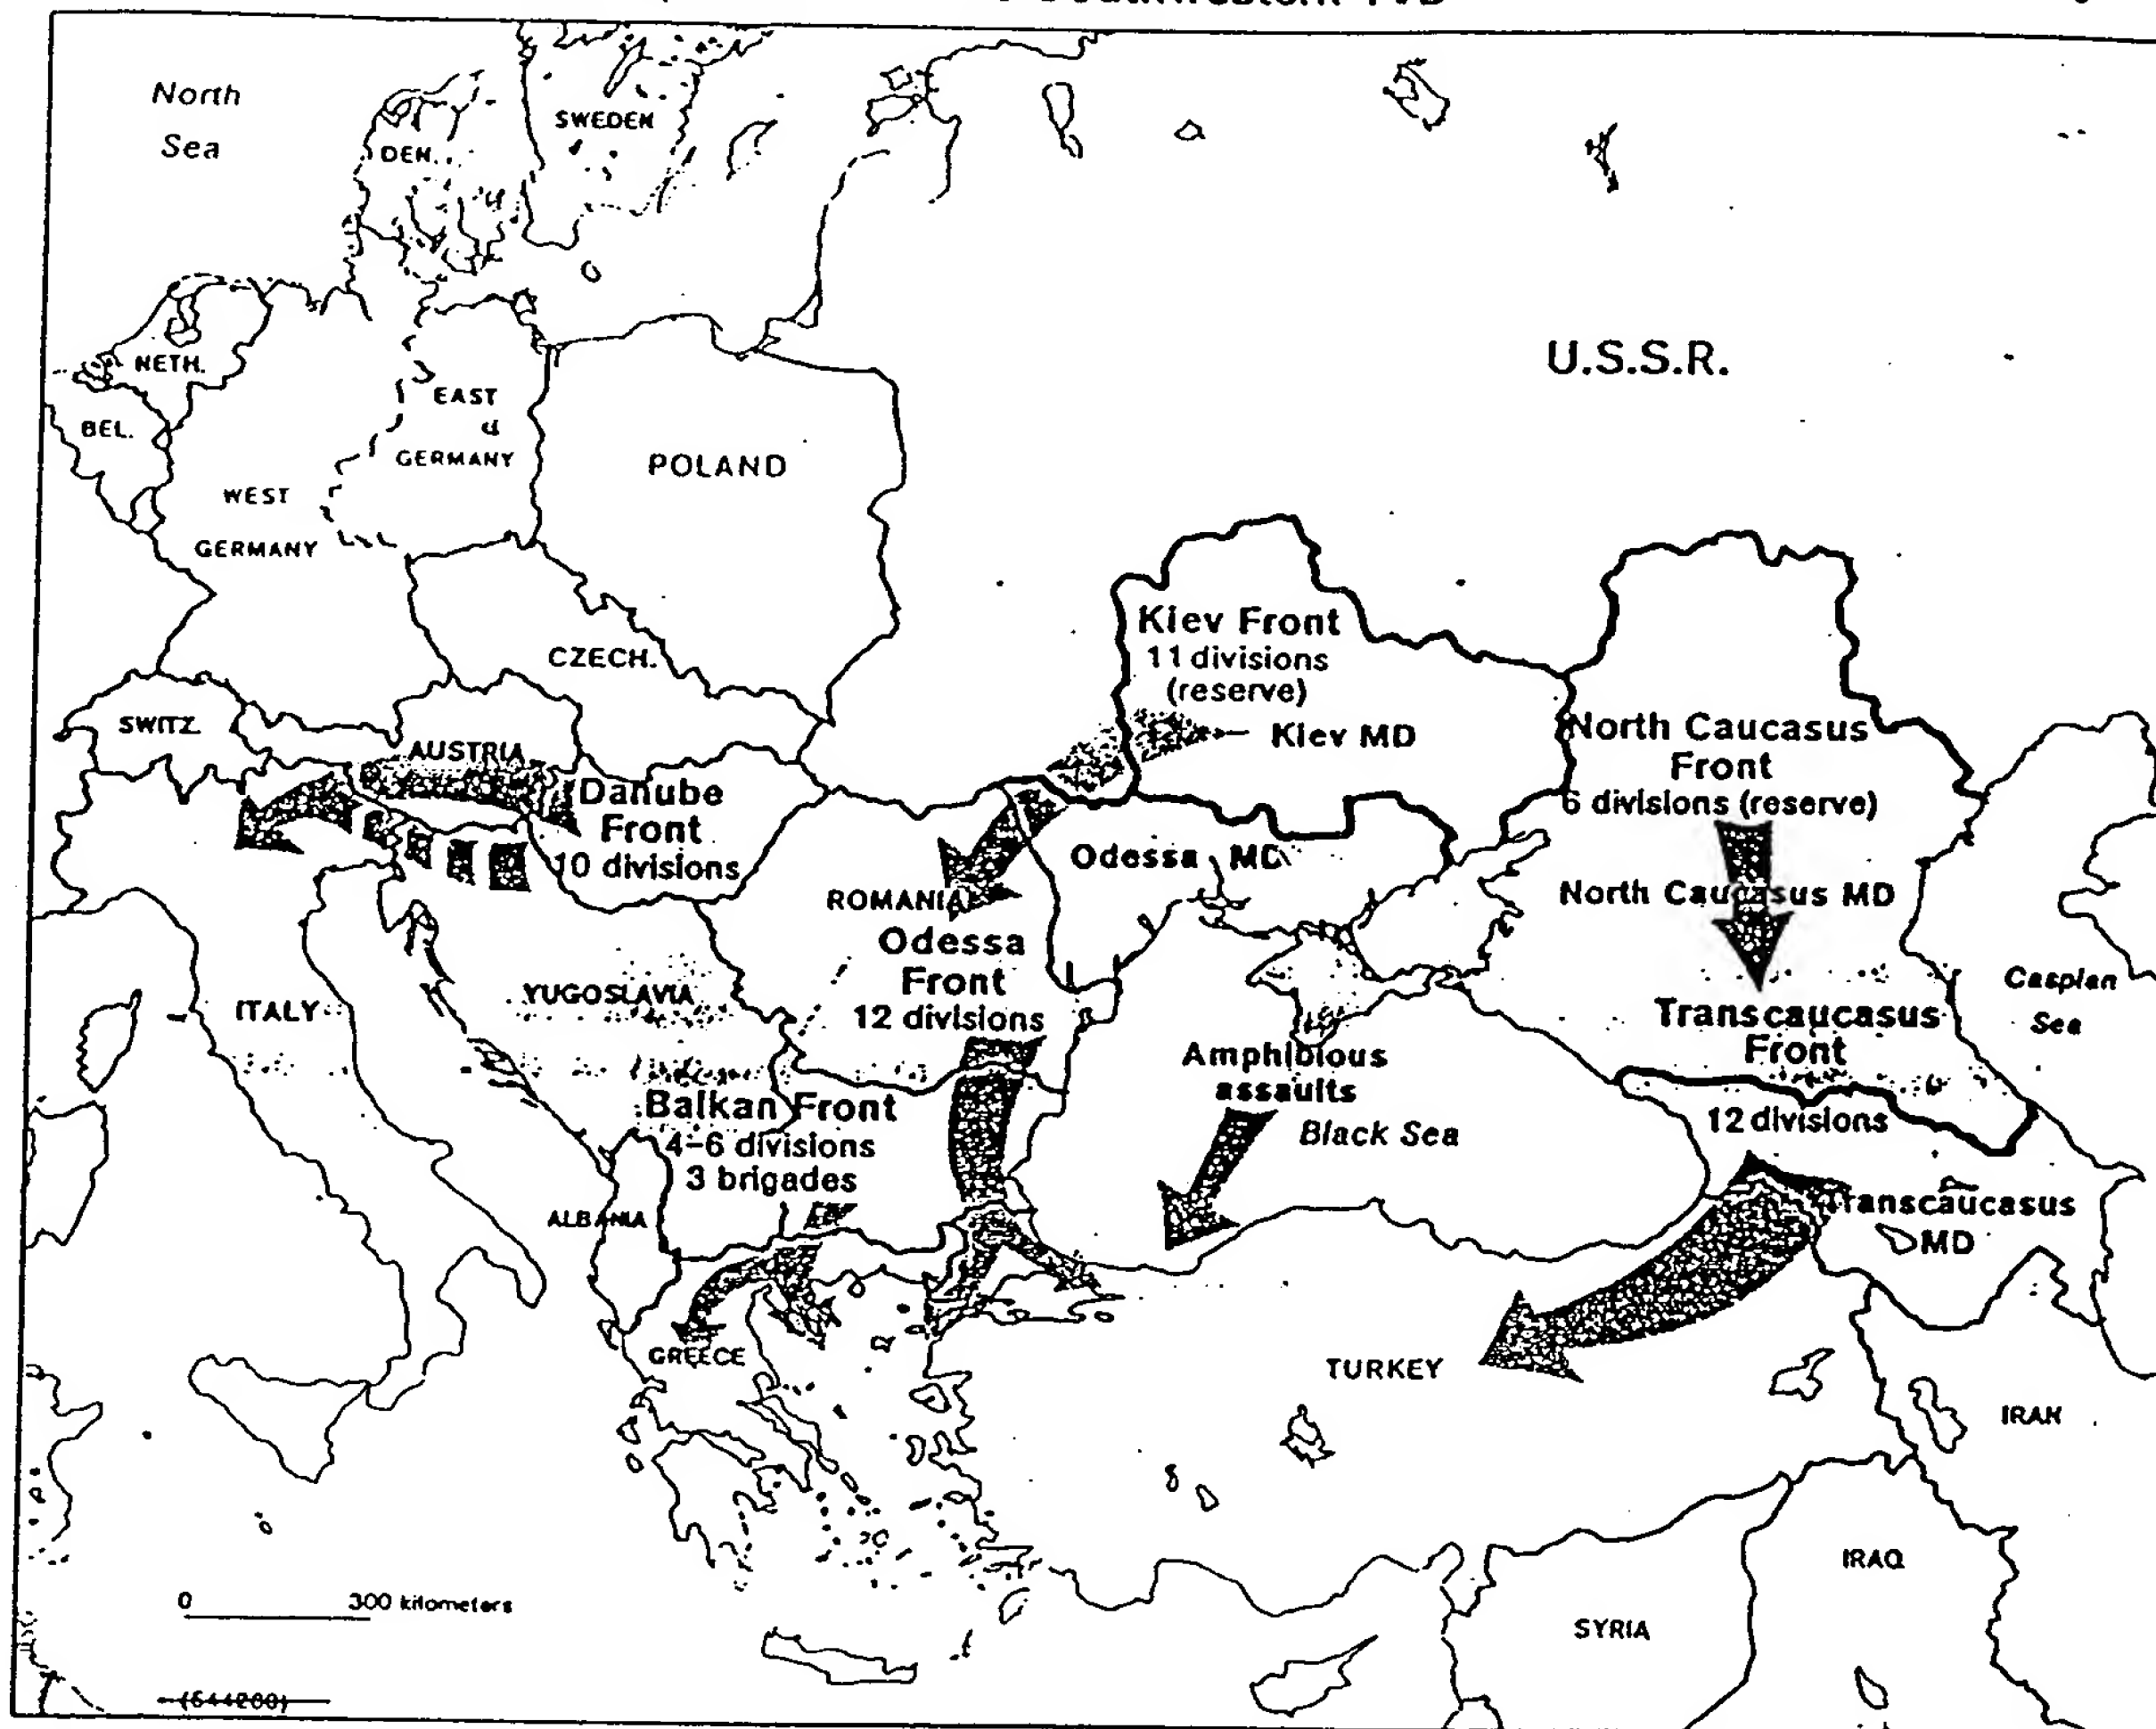 Southwestern TVD
North
Sea
SWEDEN
DEN.
NETH.
BEL.
EAST
GERMANY
WEST
GERMANY
POLAND
U.S.S.R.
CZECH.
SWITZ.
AUSTRIA
Kiev Front
11 divisions
(reserve)
Kiev MD
North Caucasus
Front
6 divisions (reserve)
North Caucasus MD
Danube
Front
10 divisions
Odessa MD
ROMANIA
Odessa
Front
12 divisions
ITALY
YUGOSLAVIA
Caspian
Sea
Transcaucasus
Front
12 divisions
Amphibious
assaults
Black Sea
Balkan Front
4-6 divisions
3 brigades
ALBANIA
Transcaucasus
MD
GREECE
TURKEY
IRAN
IRAQ
SYRIA
0 300 kilometers